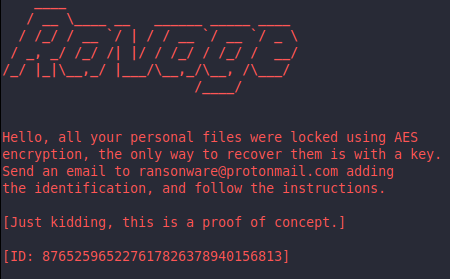 Ravage
Hello, all your personal files were locked using AES
encryption, the only way to recover them is with a key.
Send an email to ransonware@protonmail.com adding
the identification, and follow the instructions.
[Just kidding, this is a proof of concept.]
[ID: 876525965227617826378940156813]